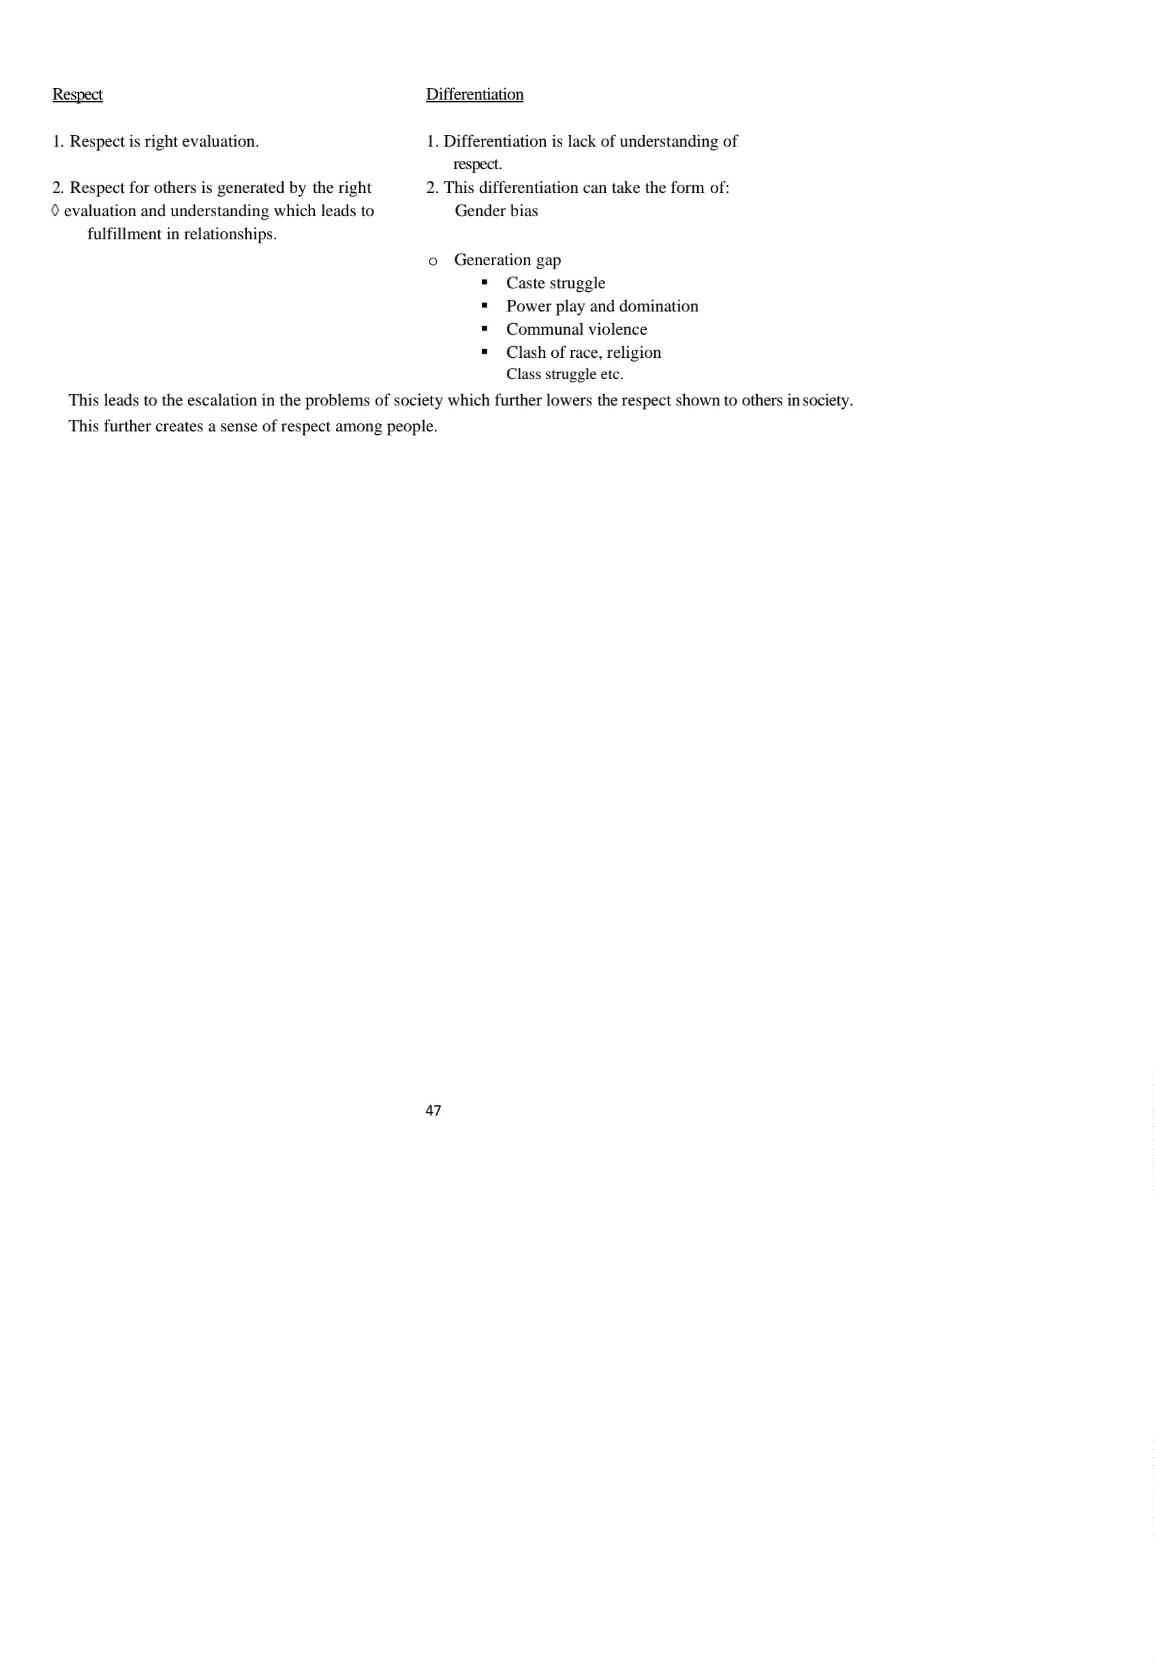 Respect
1. Respect is right evaluation.
2. Respect for others is generated by the right
◊ evaluation and understanding which leads to
fulfillment in relationships.
Differentiation
1. Differentiation is lack of understanding of
respect.
2. This differentiation can take the form of:
Gender bias
o Generation gap
▪ Caste struggle
▪ Power play and domination
▪ Communal violence
▪ Clash of race, religion
Class struggle etc.
This leads to the escalation in the problems of society which further lowers the respect shown to others in society.
This further creates a sense of respect among people.
47